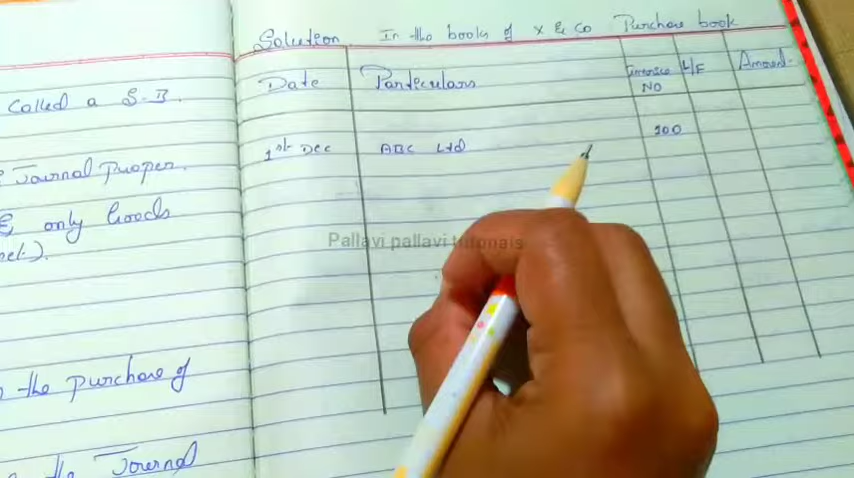 called a S.B.
Journal Proper.
& only Goods
net.).
the purchase of
the Journal
Solution In the books of X & Co Purchase book
Date Particulars Invoice No L/F Amount
1st Dec ABC Ltd 100
Pallavi pallavi tutorials